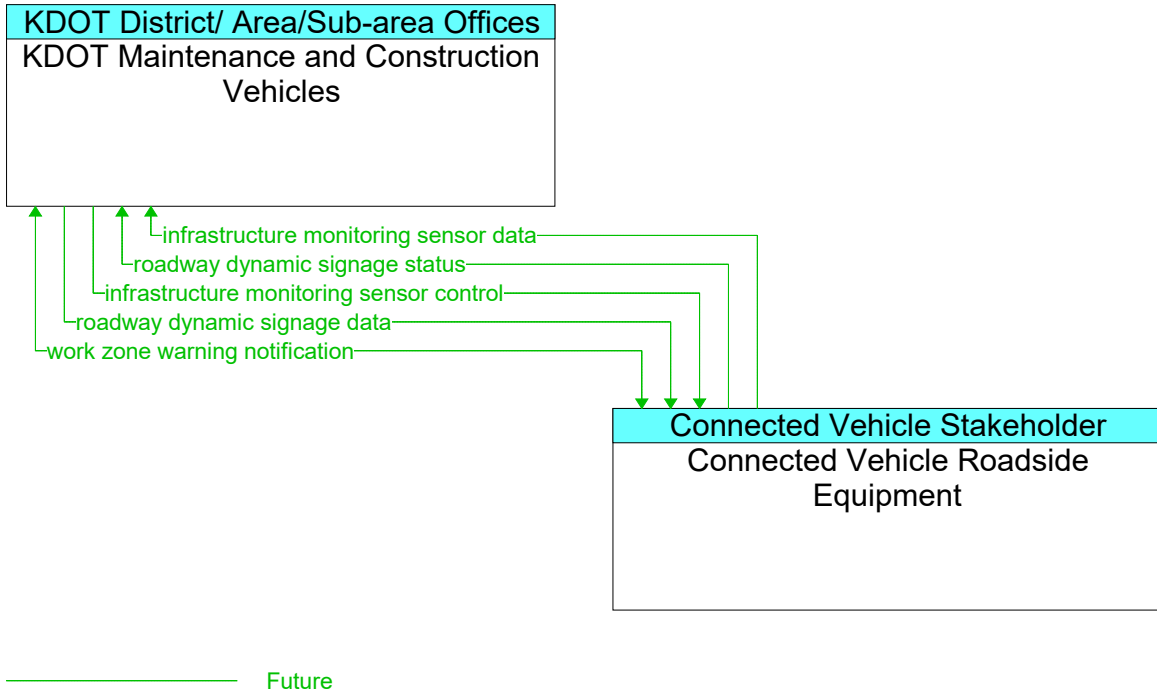 KDOT District/ Area/Sub-area Offices
KDOT Maintenance and Construction
Vehicles
infrastructure monitoring sensor data
roadway dynamic signage status
infrastructure monitoring sensor control
roadway dynamic signage data
work zone warning notification
Connected Vehicle Stakeholder
Connected Vehicle Roadside
Equipment
Future